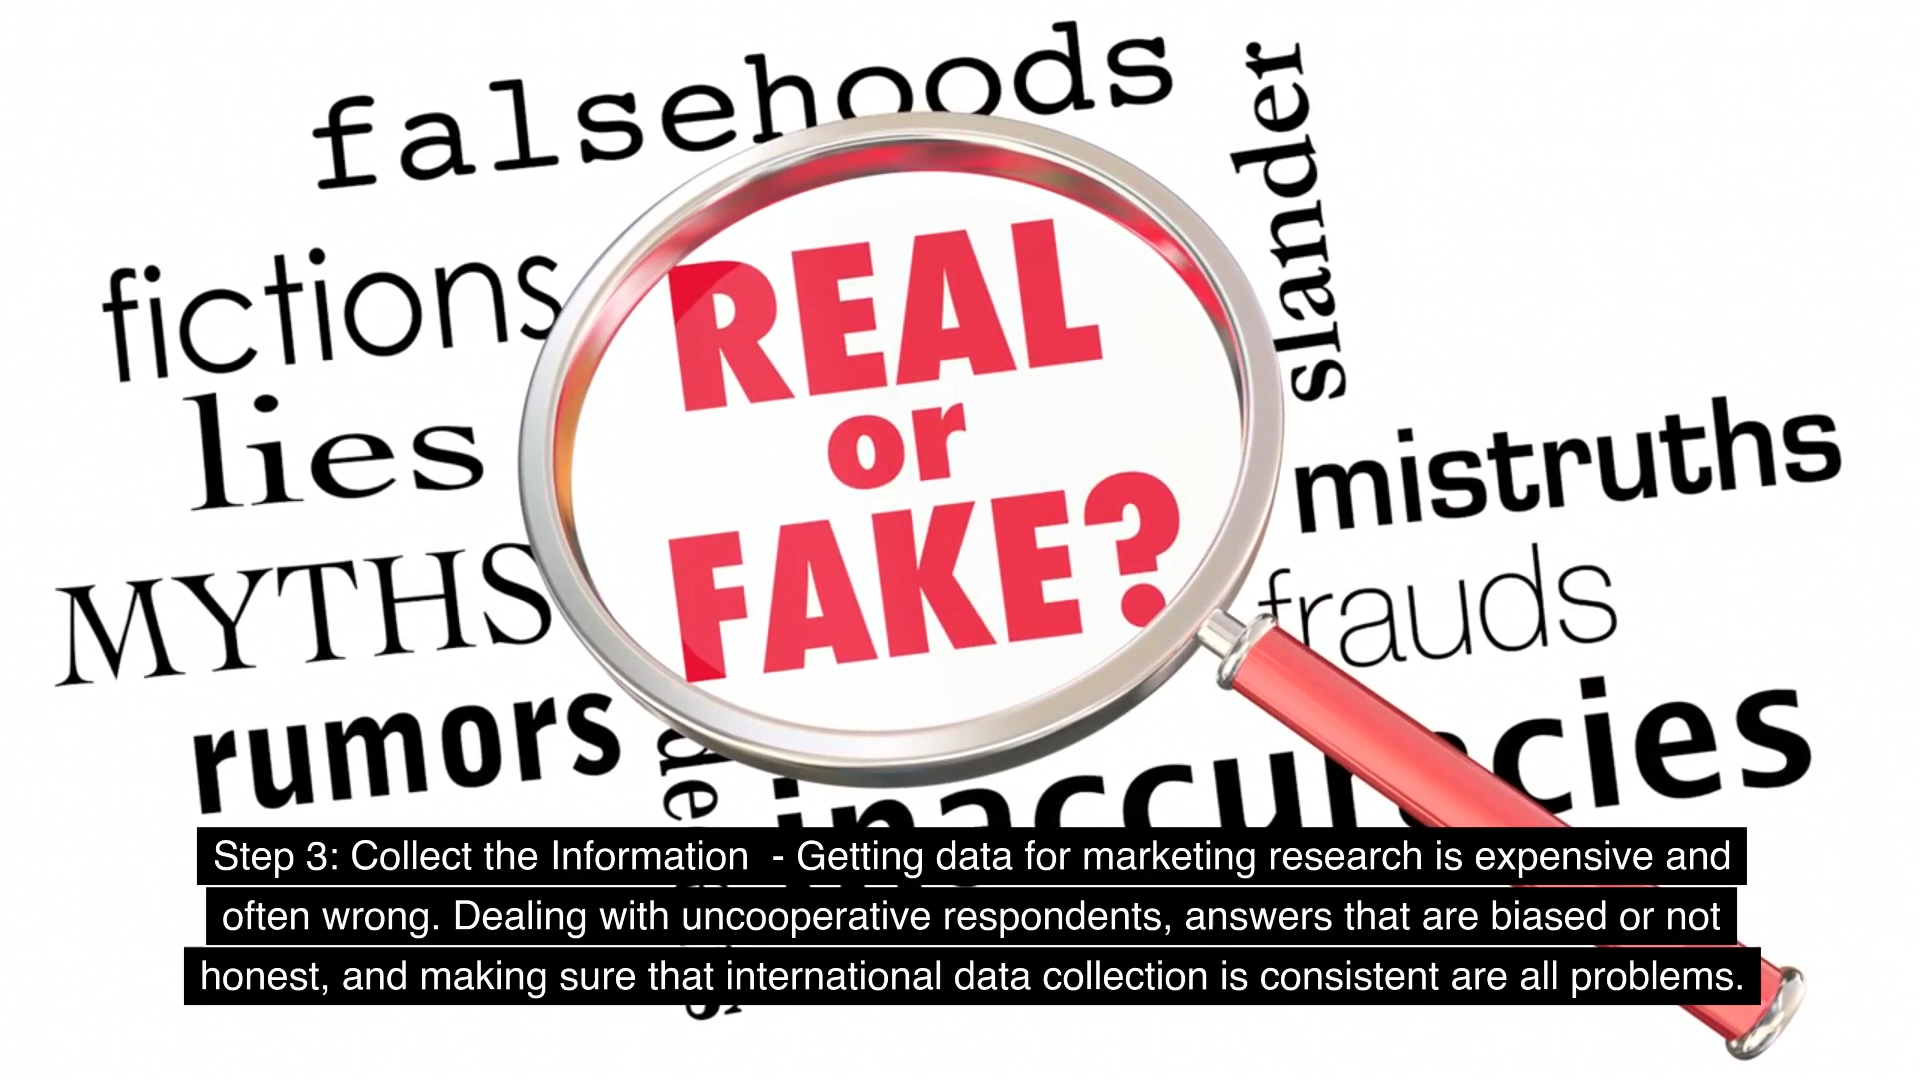 falsehoods
slander
fictions
REAL
or
FAKE?
lies
mistruths
MYTHS
frauds
rumors
inaccuracies
Step 3: Collect the Information  - Getting data for marketing research is expensive and
often wrong. Dealing with uncooperative respondents, answers that are biased or not
honest, and making sure that international data collection is consistent are all problems.